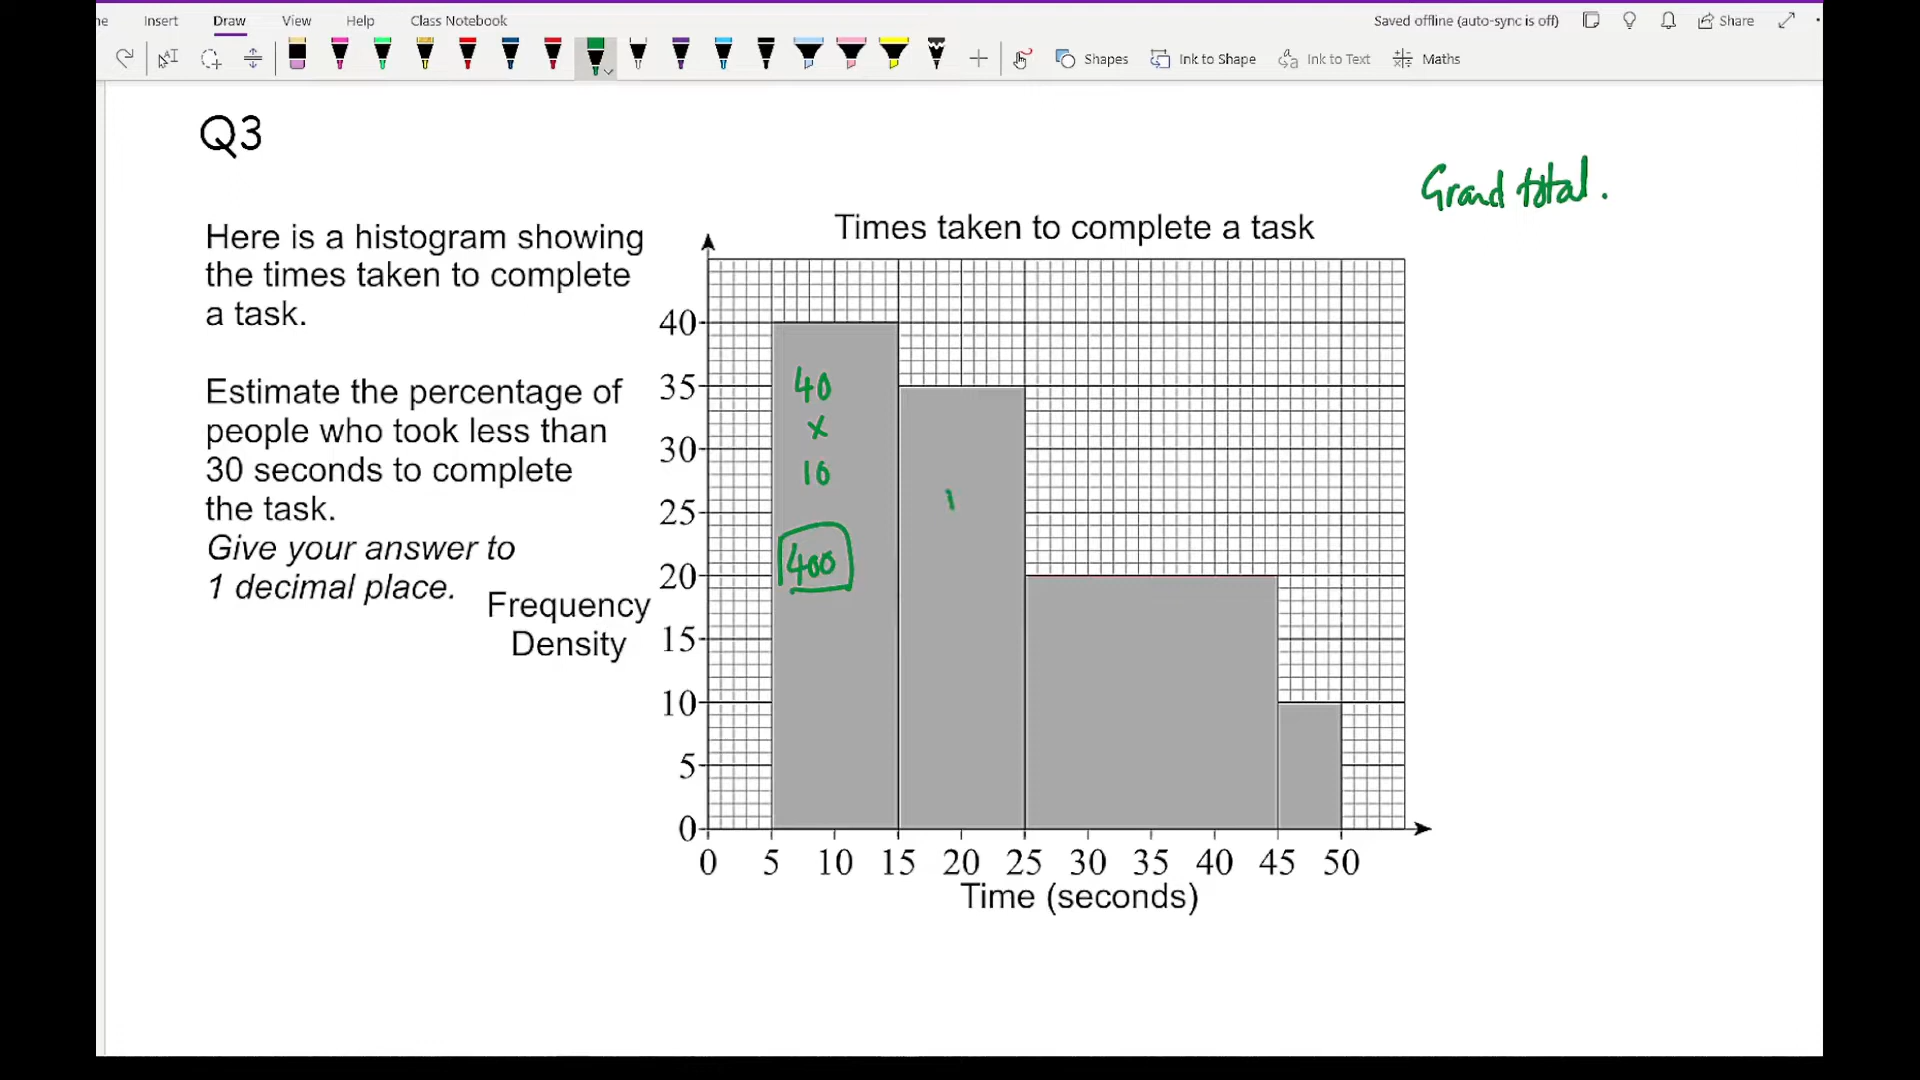 ne Insert Draw View Help Class Notebook Saved offline (auto-sync is off) Share
Shapes Ink to Shape Ink to Text Maths
Q3
Grand total.
Times taken to complete a task
Here is a histogram showing
the times taken to complete
a task.
Estimate the percentage of
people who took less than
30 seconds to complete
the task.
Give your answer to
1 decimal place.
Frequency
Density
40
35
30
25
20
15
10
5
0
40
x
10
400
0 5 10 15 20 25 30 35 40 45 50
Time (seconds)